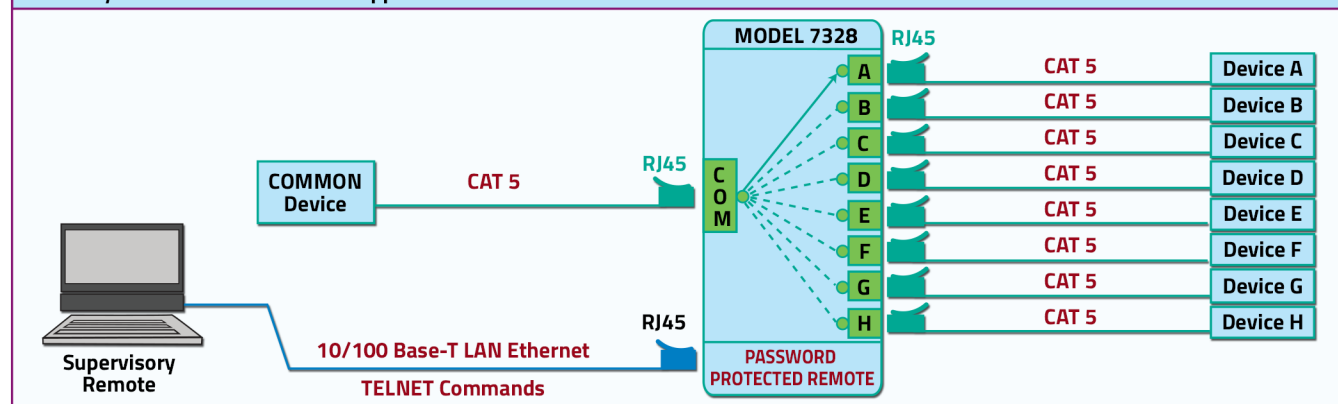 MODEL 7328
RJ45
A
CAT 5
Device A
B
CAT 5
Device B
C
CAT 5
Device C
D
CAT 5
Device D
E
CAT 5
Device E
F
CAT 5
Device F
G
CAT 5
Device G
H
CAT 5
Device H
COMMON
Device
CAT 5
RJ45
COM
Supervisory
Remote
10/100 Base-T LAN Ethernet
TELNET Commands
RJ45
PASSWORD
PROTECTED REMOTE